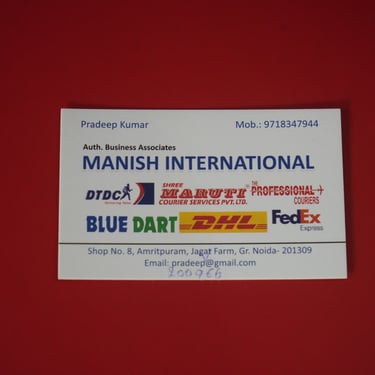 Pradeep Kumar Mob.: 9718347944
Auth. Business Associates
MANISH INTERNATIONAL
DTDC SHREE MARUTI COURIER SERVICES PVT. LTD. THE PROFESSIONAL COURIERS
BLUE DART DHL FedEx Express
Shop No. 8, Amritpuram, Jagat Farm, Gr. Noida- 201309
Email: pradeep@gmail.com
200966